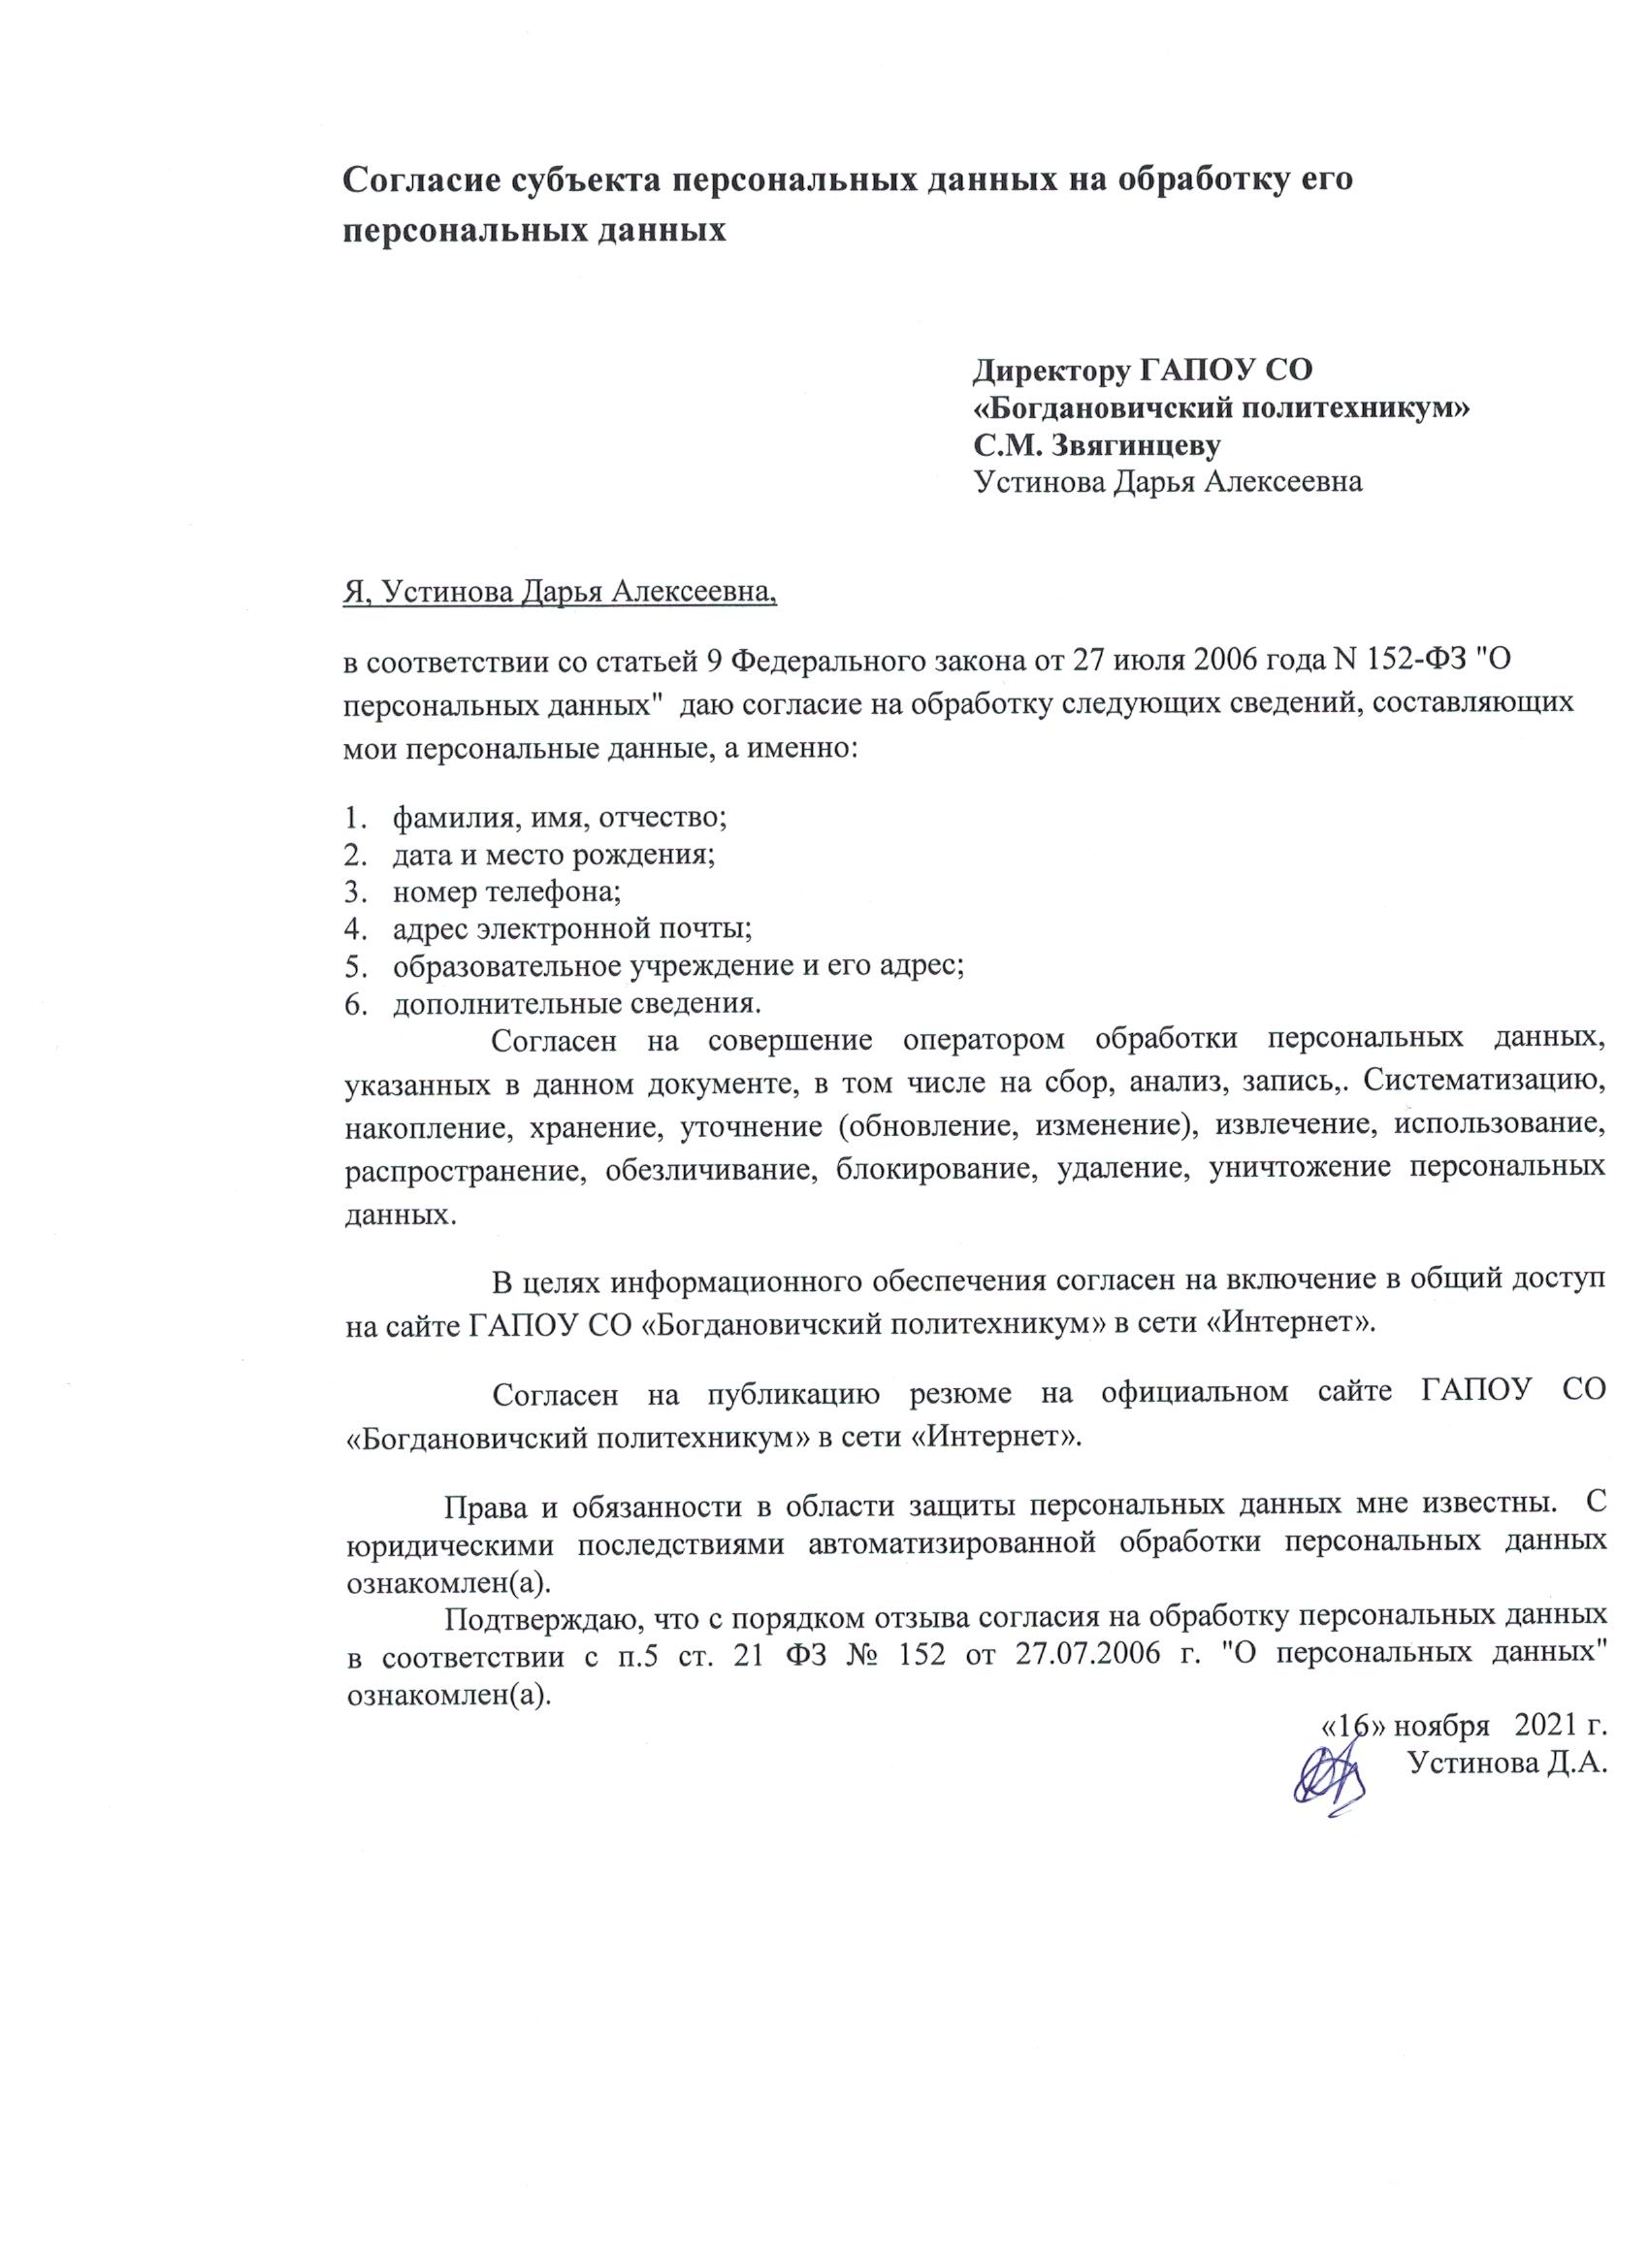 Согласие субъекта персональных данных на обработку его
персональных данных
Директору ГАПОУ СО
«Богдановичский политехникум»
С.М. Звягинцеву
Устинова Дарья Алексеевна
Я, Устинова Дарья Алексеевна,
в соответствии со статьей 9 Федерального закона от 27 июля 2006 года N 152-ФЗ "О
персональных данных"  даю согласие на обработку следующих сведений, составляющих
мои персональные данные, а именно:
1. фамилия, имя, отчество;
2. дата и место рождения;
3. номер телефона;
4. адрес электронной почты;
5. образовательное учреждение и его адрес;
6. дополнительные сведения.
Согласен на совершение оператором обработки персональных данных,
указанных в данном документе, в том числе на сбор, анализ, запись,. Систематизацию,
накопление, хранение, уточнение (обновление, изменение), извлечение, использование,
распространение, обезличивание, блокирование, удаление, уничтожение персональных
данных.
В целях информационного обеспечения согласен на включение в общий доступ
на сайте ГАПОУ СО «Богдановичский политехникум» в сети «Интернет».
Согласен на публикацию резюме на официальном сайте ГАПОУ СО
«Богдановичский политехникум» в сети «Интернет».
Права и обязанности в области защиты персональных данных мне известны. С
юридическими последствиями автоматизированной обработки персональных данных
ознакомлен(а).
Подтверждаю, что с порядком отзыва согласия на обработку персональных данных
в соответствии с п.5 ст. 21 ФЗ № 152 от 27.07.2006 г. "О персональных данных"
ознакомлен(а).
«16» ноября 2021 г.
Устинова Д.А.